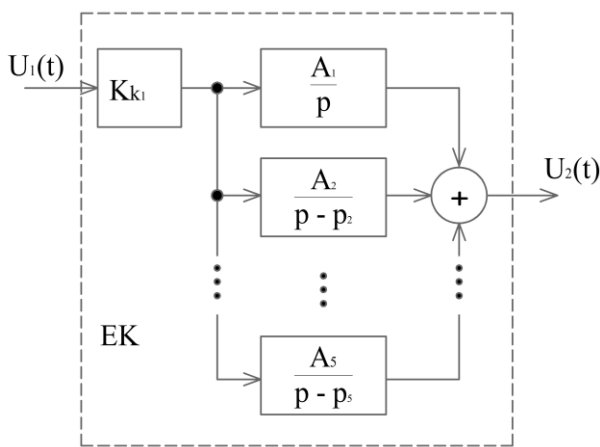 U₁(t)
Kk₁
A₁
p
A₂
p - p₂
+
U₂(t)
EK
A₅
p - p₅